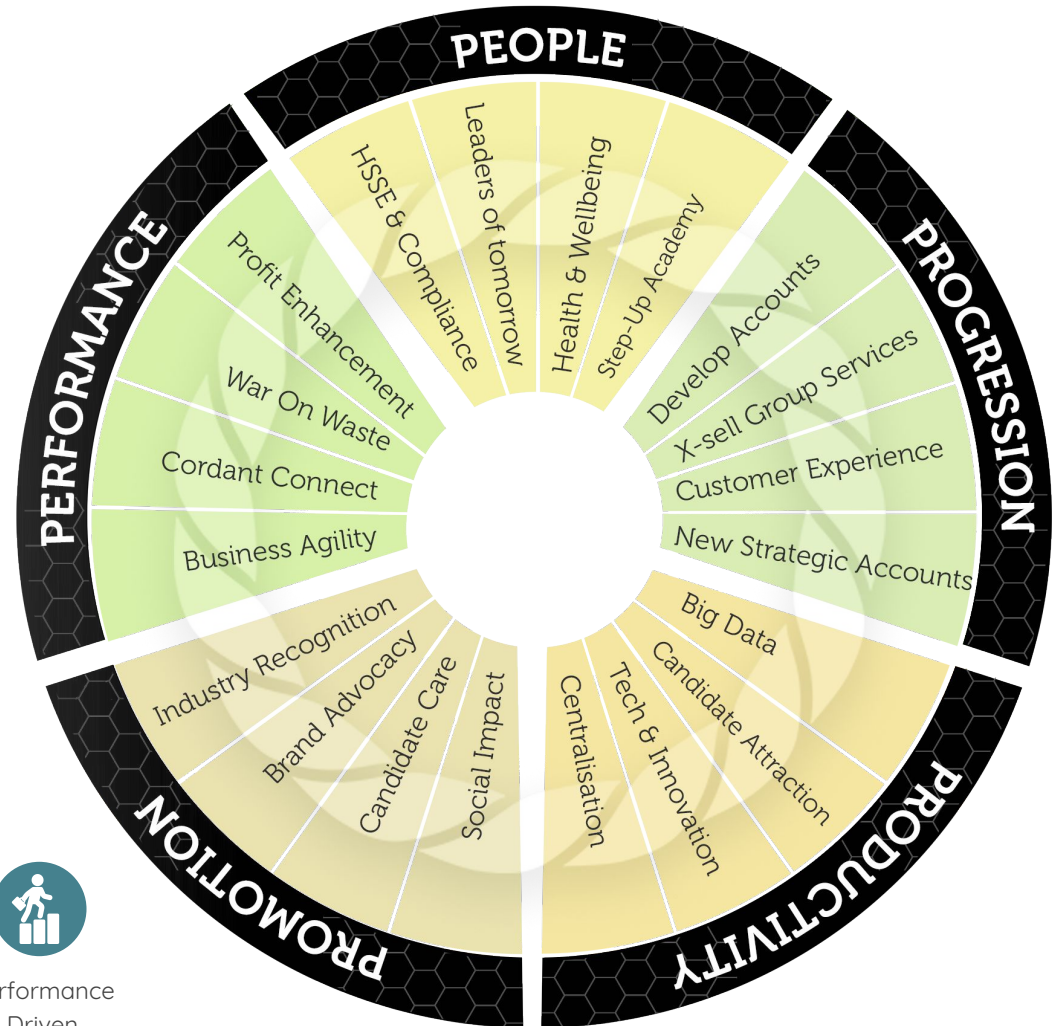 PEOPLE
HSSE & Compliance
Leaders of tomorrow
Health & Wellbeing
Step-Up Academy
PROGRESSION
Develop Accounts
X-sell Group Services
Customer Experience
New Strategic Accounts
PRODUCTIVITY
Big Data
Candidate Attraction
Tech & Innovation
Centralisation
PROMOTION
Social Impact
Candidate Care
Brand Advocacy
Industry Recognition
PERFORMANCE
Business Agility
Cordant Connect
War On Waste
Profit Enhancement
rformance
Driven